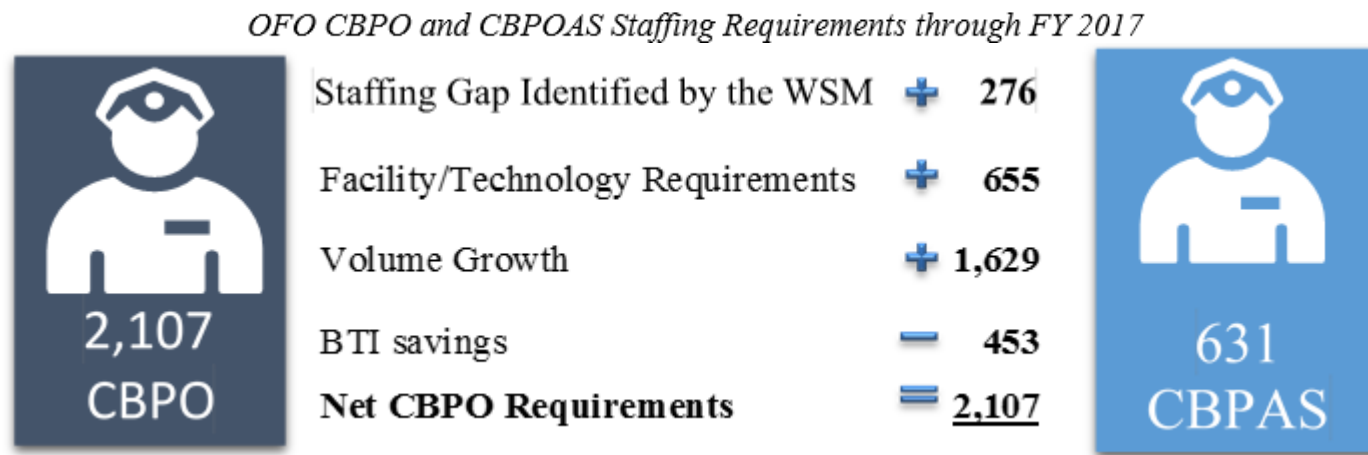 OFO CBPO and CBPOAS Staffing Requirements through FY 2017
2,107
CBPO
Staffing Gap Identified by the WSM + 276
Facility/Technology Requirements + 655
Volume Growth + 1,629
BTI savings − 453
Net CBPO Requirements = 2,107
631
CBPAS